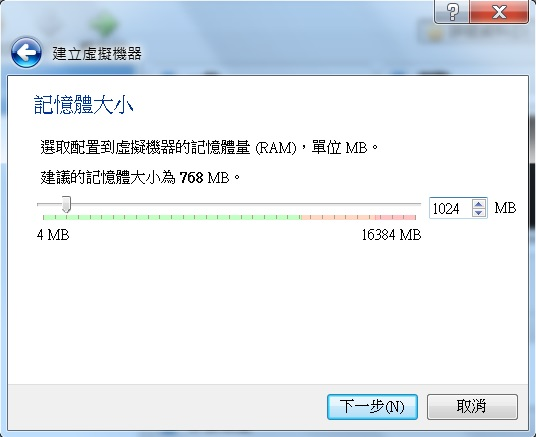 建立虛擬機器
記憶體大小
選取配置到虛擬機器的記憶體量 (RAM)，單位 MB。
建議的記憶體大小為 768 MB。
1024 MB
4 MB 16384 MB
下一步(N) 取消